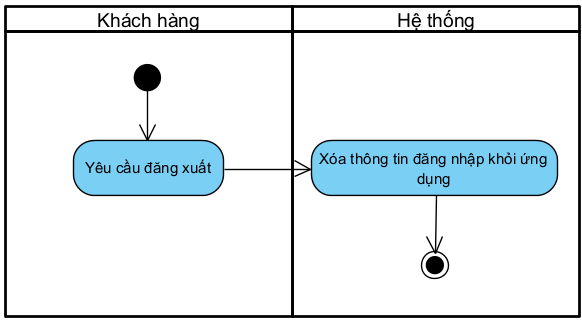 Khách hàng
Hệ thống
Yêu cầu đăng xuất
Xóa thông tin đăng nhập khỏi ứng
dụng